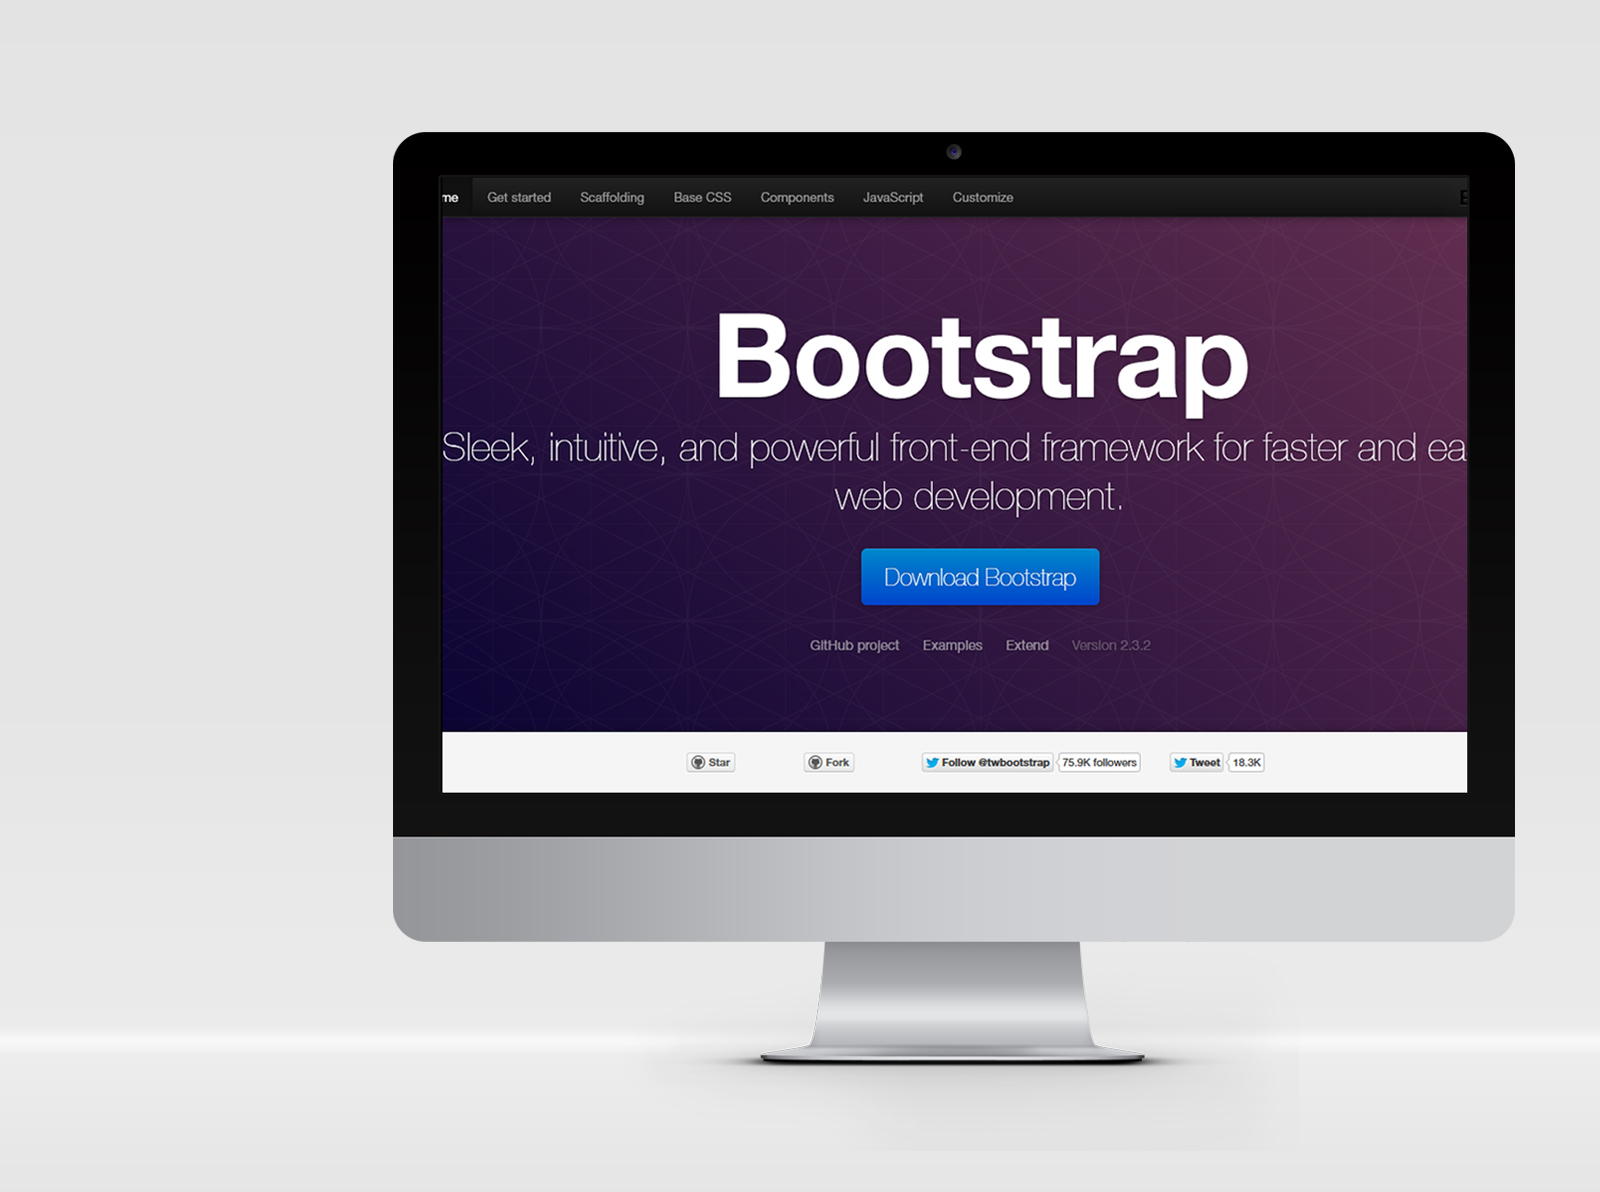 me Get started Scaffolding Base CSS Components JavaScript Customize
Bootstrap
Sleek, intuitive, and powerful front-end framework for faster and ea
web development.
Download Bootstrap
GitHub project Examples Extend Version 2.3.2
Star Fork Follow @twbootstrap 75.9K followers Tweet 18.3K